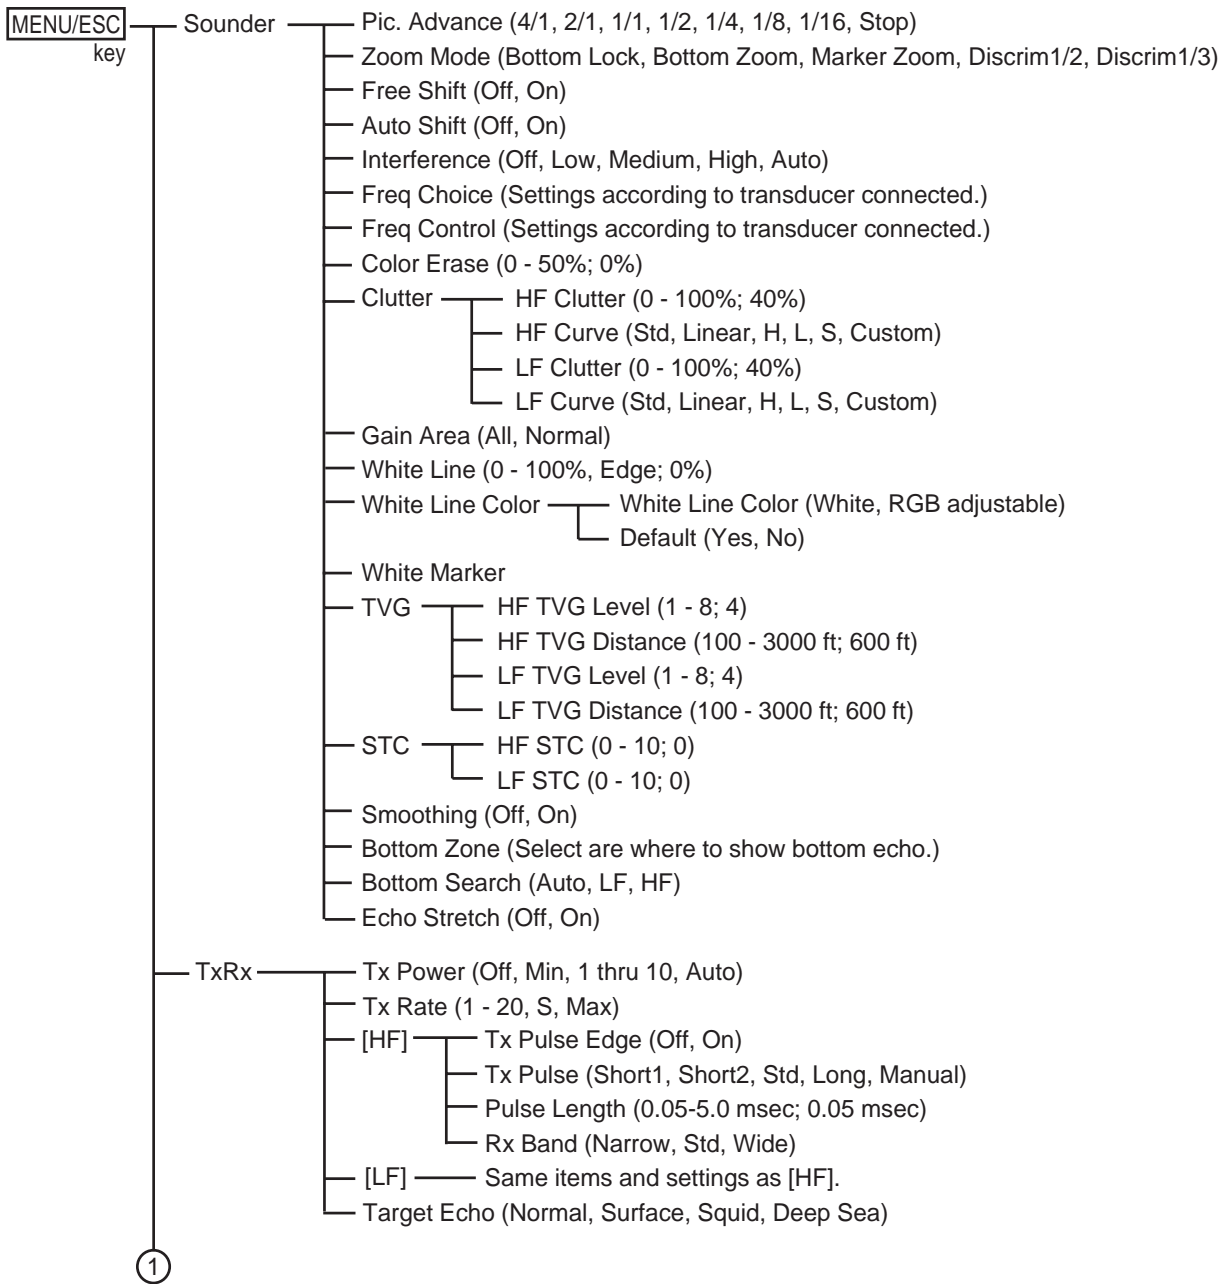 MENU/ESC Sounder Pic. Advance (4/1, 2/1, 1/1, 1/2, 1/4, 1/8, 1/16, Stop)
key Zoom Mode (Bottom Lock, Bottom Zoom, Marker Zoom, Discrim1/2, Discrim1/3)
Free Shift (Off, On)
Auto Shift (Off, On)
Interference (Off, Low, Medium, High, Auto)
Freq Choice (Settings according to transducer connected.)
Freq Control (Settings according to transducer connected.)
Color Erase (0 - 50%; 0%)
Clutter HF Clutter (0 - 100%; 40%)
HF Curve (Std, Linear, H, L, S, Custom)
LF Clutter (0 - 100%; 40%)
LF Curve (Std, Linear, H, L, S, Custom)
Gain Area (All, Normal)
White Line (0 - 100%, Edge; 0%)
White Line Color White Line Color (White, RGB adjustable)
Default (Yes, No)
White Marker
TVG HF TVG Level (1 - 8; 4)
HF TVG Distance (100 - 3000 ft; 600 ft)
LF TVG Level (1 - 8; 4)
LF TVG Distance (100 - 3000 ft; 600 ft)
STC HF STC (0 - 10; 0)
LF STC (0 - 10; 0)
Smoothing (Off, On)
Bottom Zone (Select are where to show bottom echo.)
Bottom Search (Auto, LF, HF)
Echo Stretch (Off, On)
TxRx Tx Power (Off, Min, 1 thru 10, Auto)
Tx Rate (1 - 20, S, Max)
[HF] Tx Pulse Edge (Off, On)
Tx Pulse (Short1, Short2, Std, Long, Manual)
Pulse Length (0.05-5.0 msec; 0.05 msec)
Rx Band (Narrow, Std, Wide)
[LF] Same items and settings as [HF].
Target Echo (Normal, Surface, Squid, Deep Sea)
1